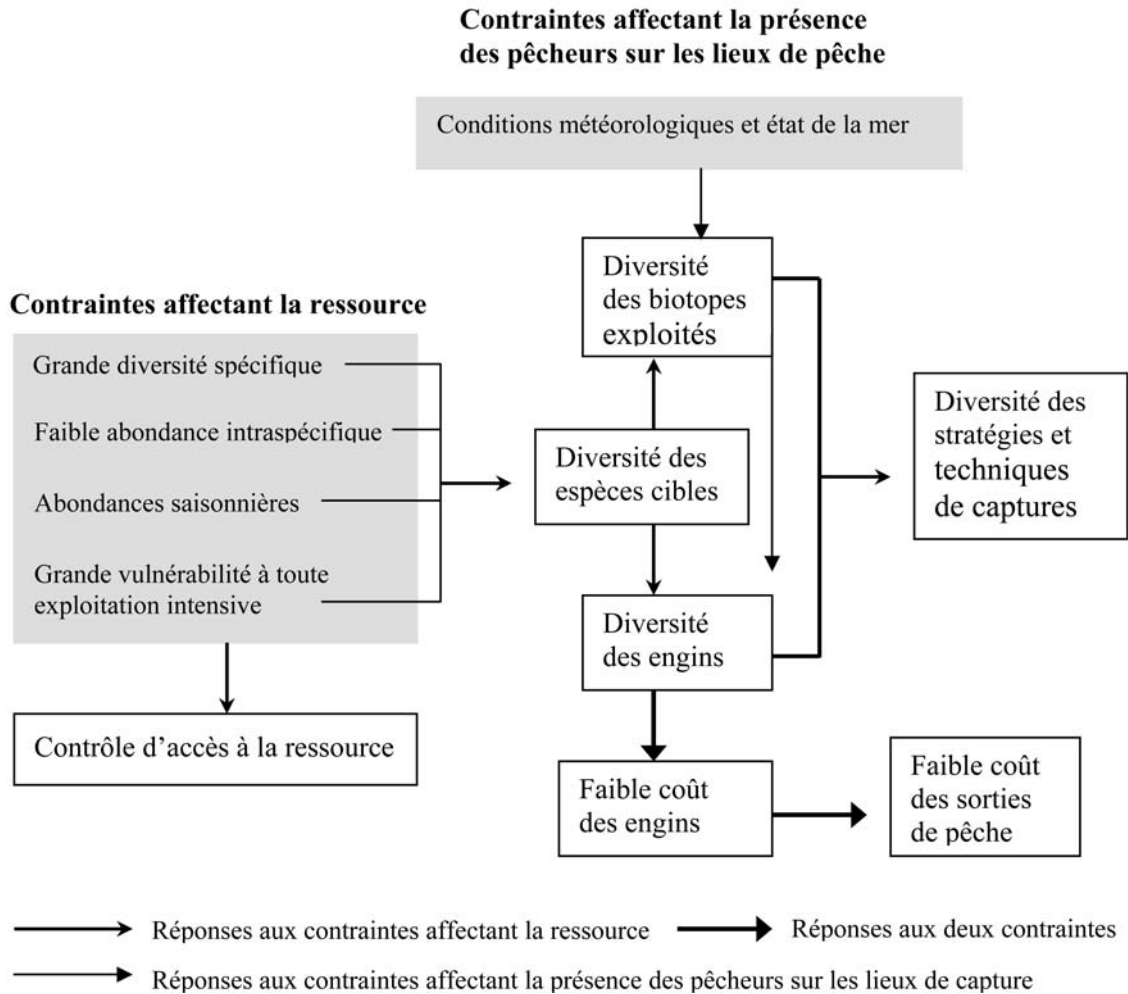 Contraintes affectant la présence
des pêcheurs sur les lieux de pêche
Conditions météorologiques et état de la mer
Diversité
des biotopes
exploités
Contraintes affectant la ressource
Grande diversité spécifique
Faible abondance intraspécifique
Abondances saisonnières
Grande vulnérabilité à toute
exploitation intensive
Diversité des
espèces cibles
Diversité des
stratégies et
techniques
de captures
Diversité
des engins
Contrôle d'accès à la ressource
Faible coût
des engins
Faible coût
des sorties
de pêche
Réponses aux contraintes affectant la ressource
Réponses aux deux contraintes
Réponses aux contraintes affectant la présence des pêcheurs sur les lieux de capture